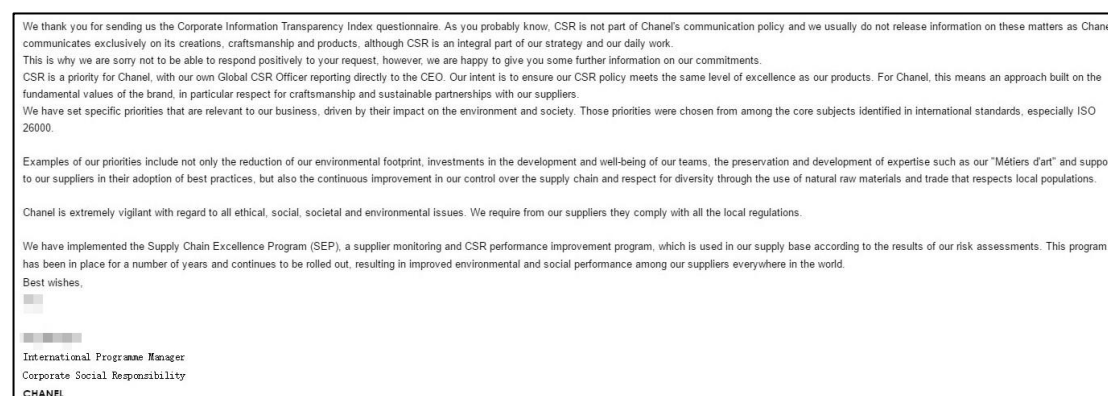 We thank you for sending us the Corporate Information Transparency Index questionnaire. As you probably know, CSR is not part of Chanel's communication policy and we usually do not release information on these matters as
communicates exclusively on its creations, craftsmanship and products, although CSR is an integral part of our strategy and our daily work.
This is why we are sorry not to be able to respond positively to your request, however, we are happy to give you some further information on our commitments.
CSR is a priority for Chanel, with our own Global CSR Officer reporting directly to the CEO. Our intent is to ensure our CSR policy meets the same level of excellence as our products. For Chanel, this means an approach built on the
fundamental values of the brand, in particular respect for craftsmanship and sustainable partnerships with our suppliers.
We have set specific priorities that are relevant to our business, driven by their impact on the environment and society. Those priorities were chosen from among the core subjects identified in international standards, especially ISO
26000.
Examples of our priorities include not only the reduction of our environmental footprint, investments in the development and well-being of our teams, the preservation and development of expertise such as our "Métiers d'art" and
to our suppliers in their adoption of best practices, but also the continuous improvement in our control over the supply chain and respect for diversity through the use of natural raw materials and trade that respects local populations.
Chanel is extremely vigilant with regard to all ethical, social, societal and environmental issues. We require from our suppliers they comply with all the local regulations.
We have implemented the Supply Chain Excellence Program (SEP), a supplier monitoring and CSR performance improvement program, which is used in our supply base according to the results of our risk assessments. This program
has been in place for a number of years and continues to be rolled out, resulting in improved environmental and social performance among our suppliers everywhere in the world.
Best wishes,
International Programme Manager
Corporate Social Responsibility
CHANEL